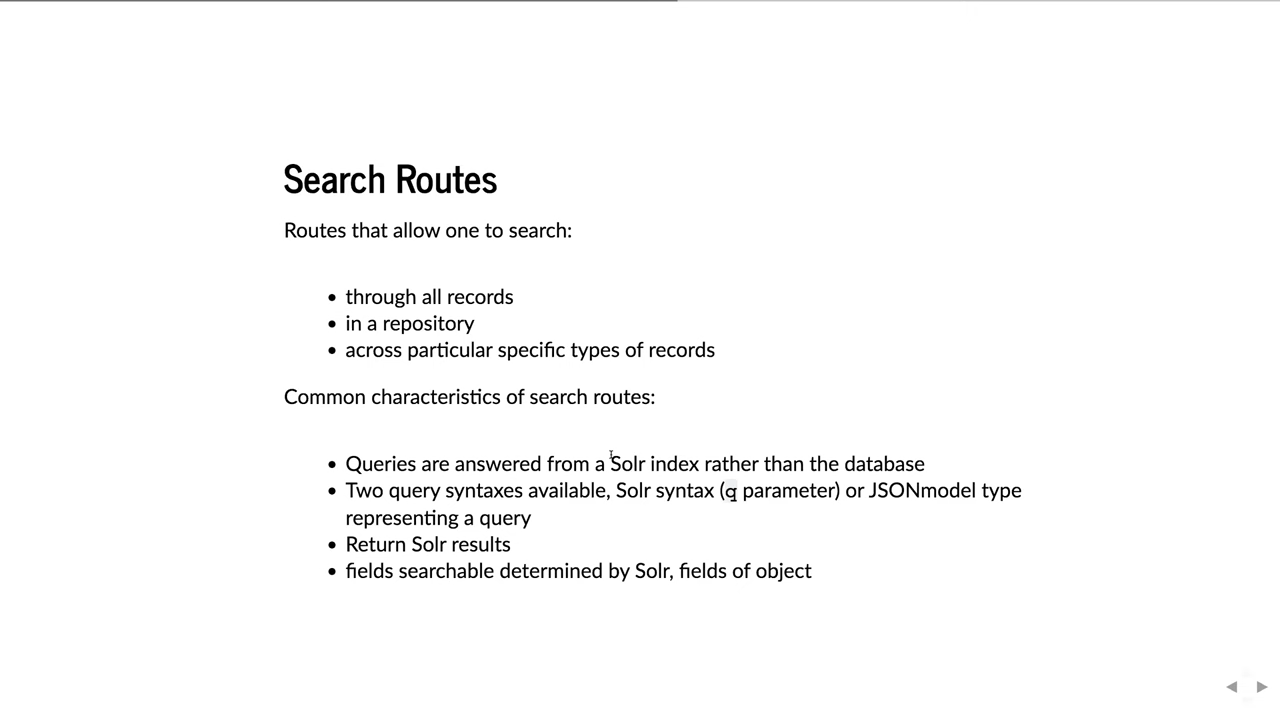 Search Routes
Routes that allow one to search:
• through all records
• in a repository
• across particular specific types of records
Common characteristics of search routes:
• Queries are answered from a Solr index rather than the database
• Two query syntaxes available, Solr syntax (q parameter) or JSONmodel type
representing a query
• Return Solr results
• fields searchable determined by Solr, fields of object